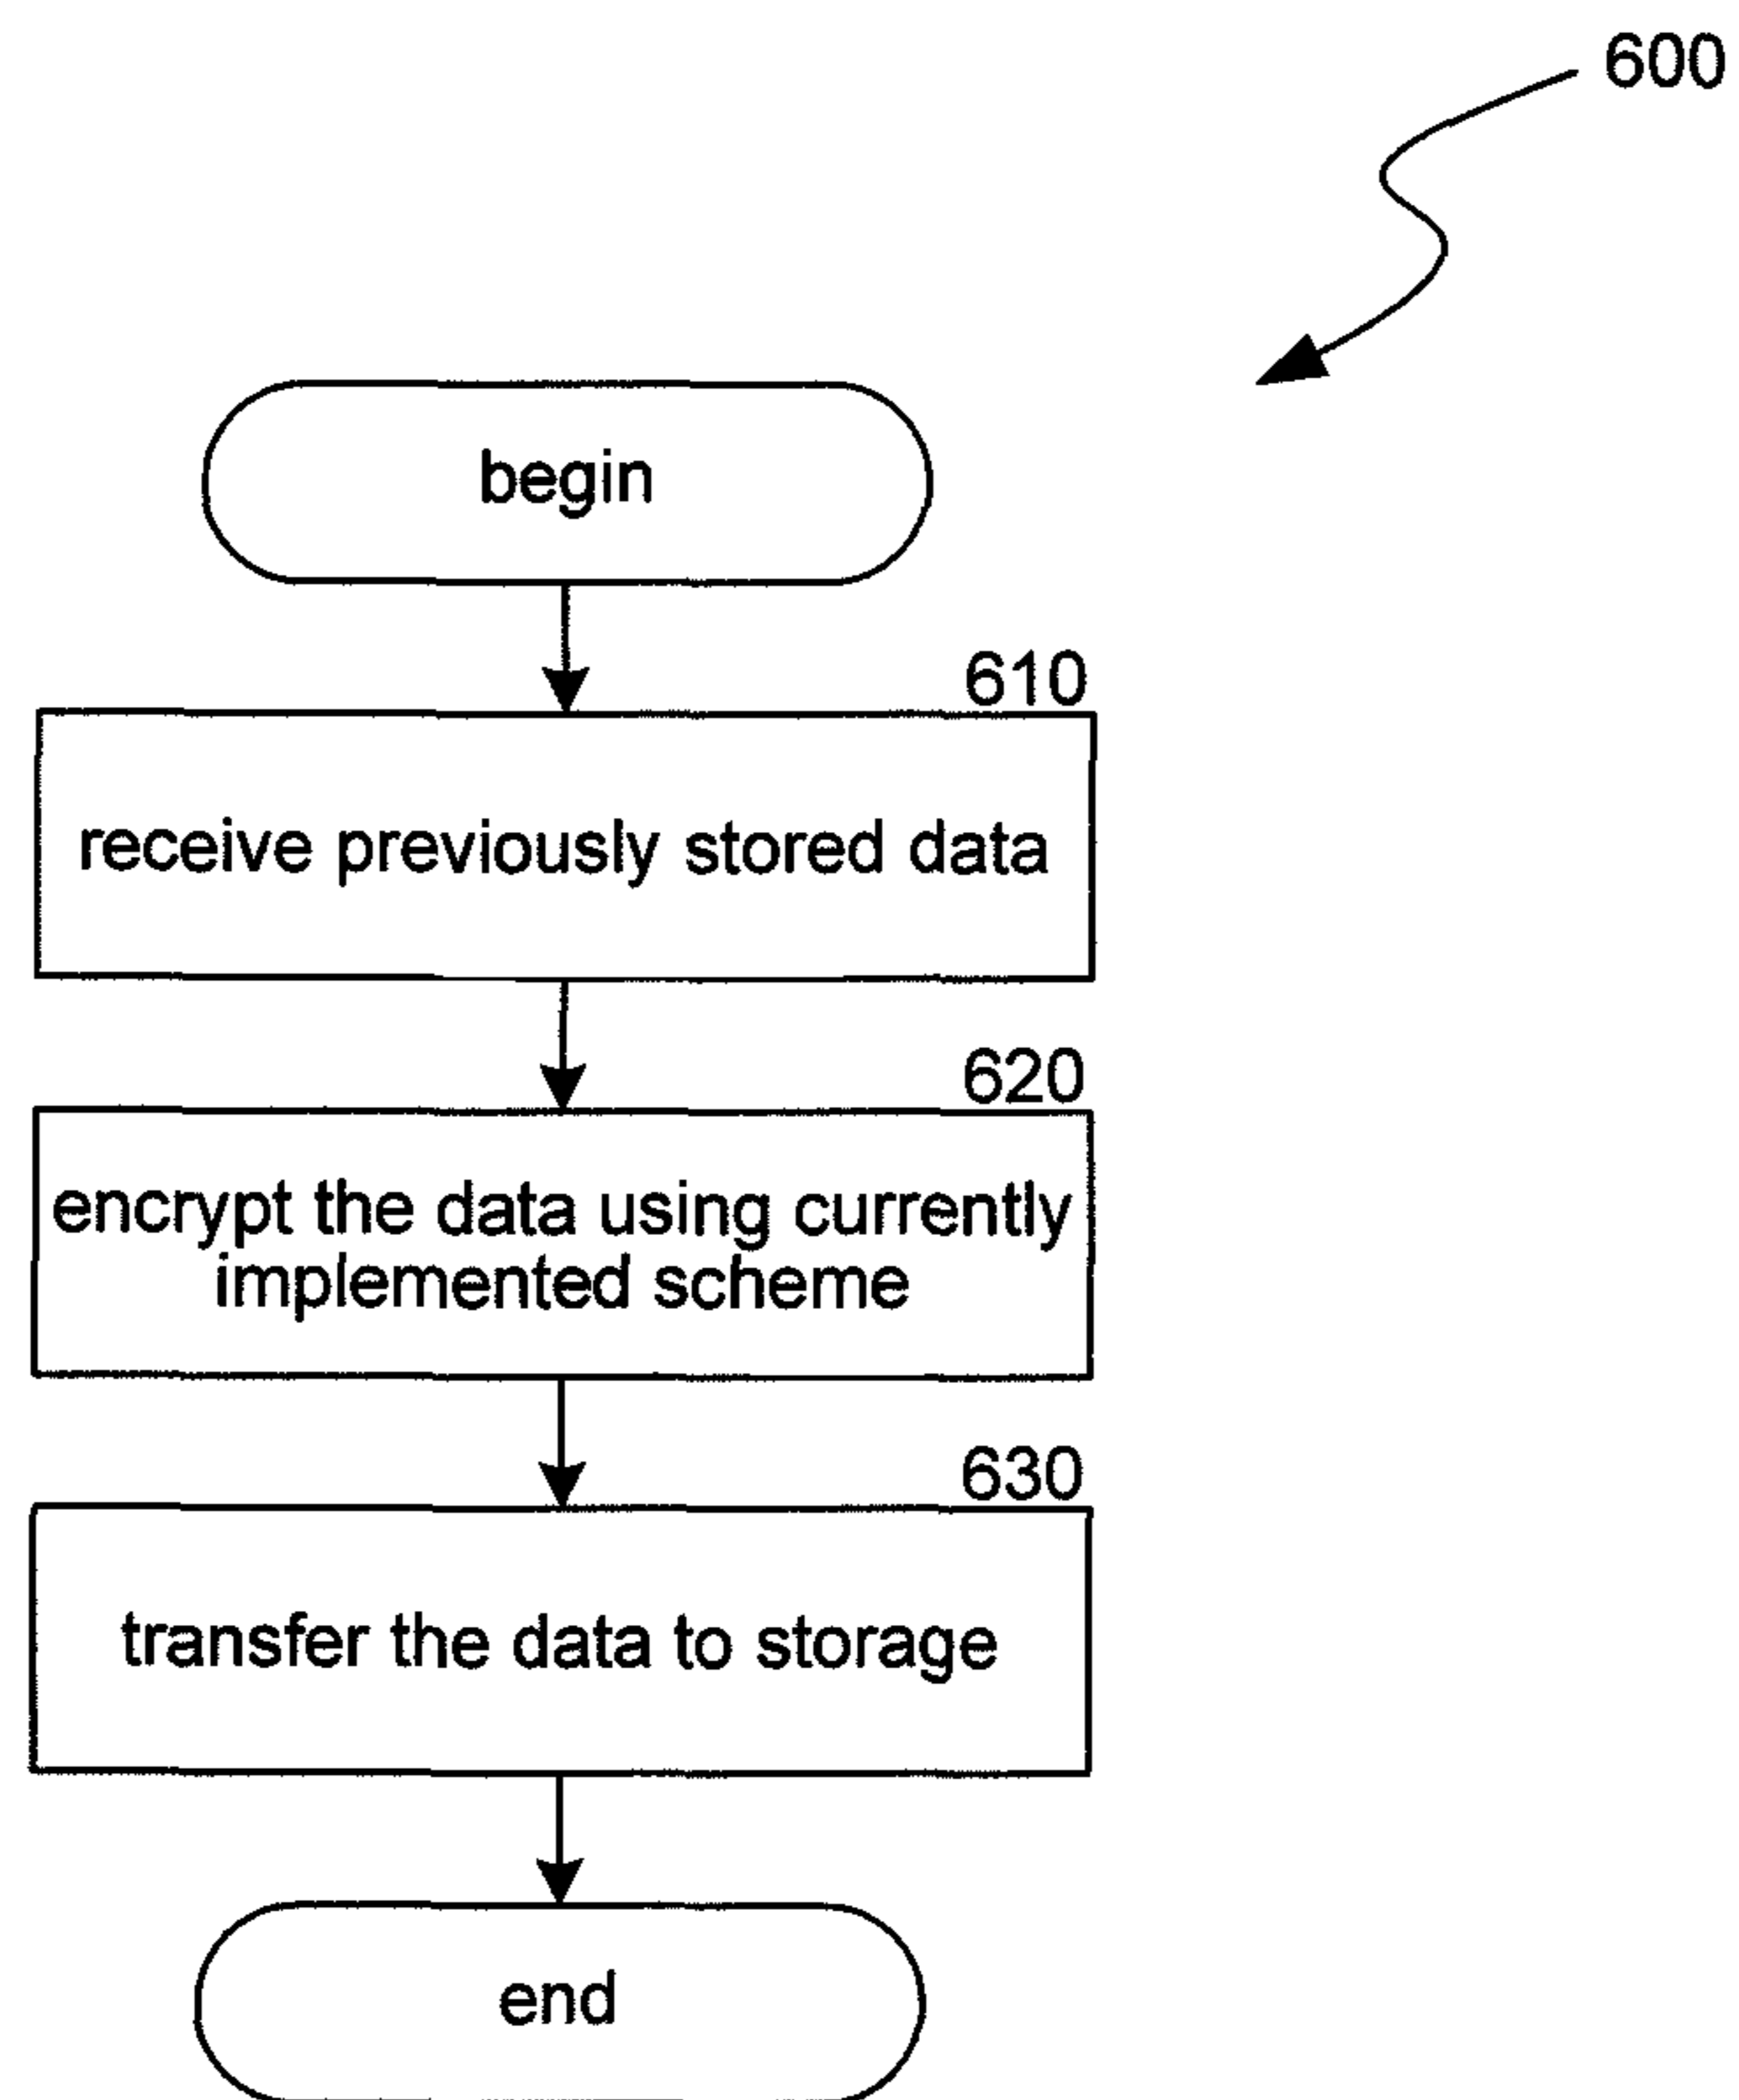 600
begin
610
receive previously stored data
620
encrypt the data using currently
implemented scheme
630
transfer the data to storage
end